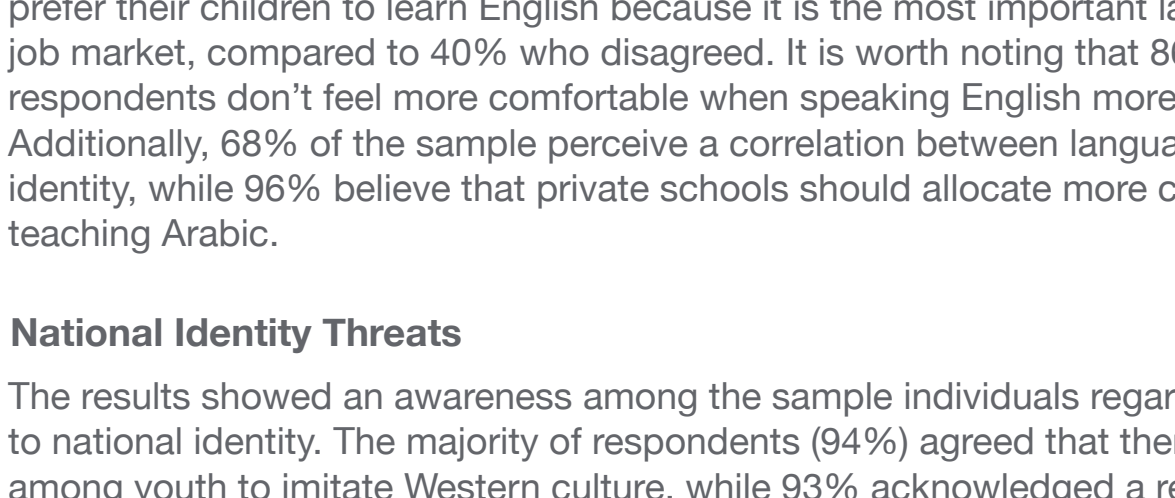 prefer their children to learn English because it is the most important
job market, compared to 40% who disagreed. It is worth noting that
respondents don't feel more comfortable when speaking English more
Additionally, 68% of the sample perceive a correlation between
identity, while 96% believe that private schools should allocate more
teaching Arabic.
National Identity Threats
The results showed an awareness among the sample individuals
to national identity. The majority of respondents (94%) agreed that
among youth to imitate Western culture, while 93% acknowledged a